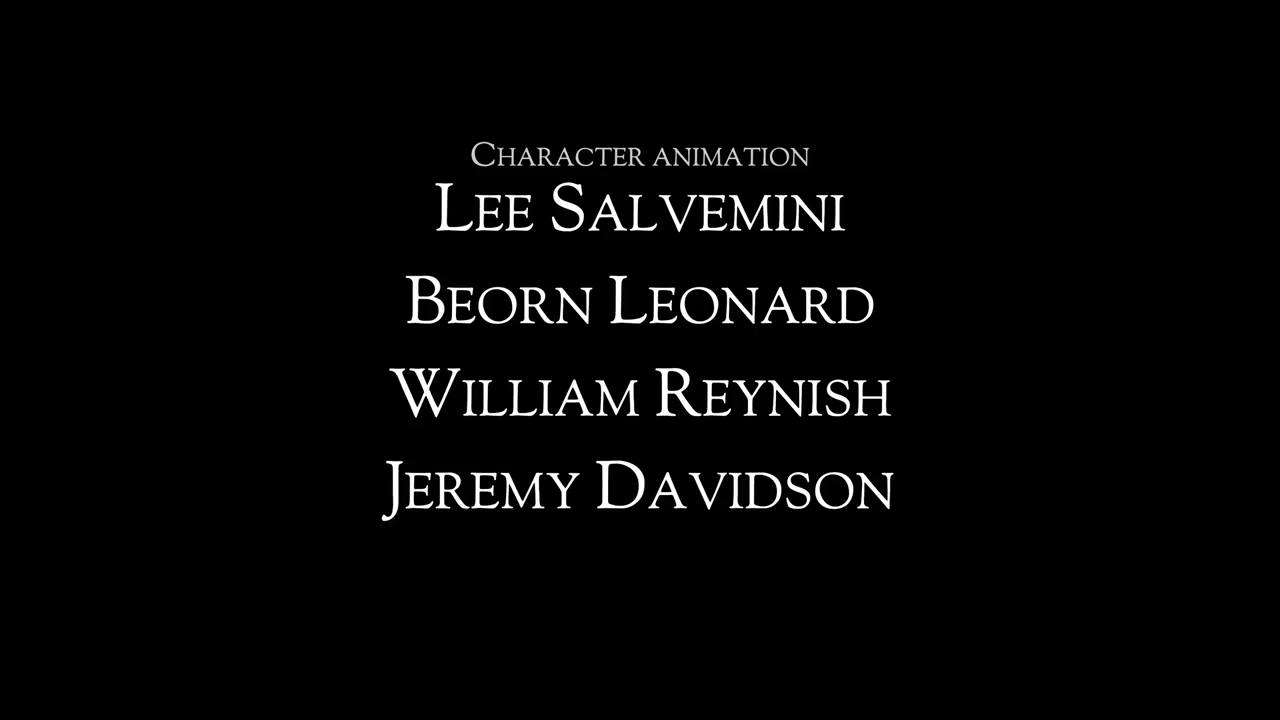 Character animation
Lee Salvemini
Beorn Leonard
William Reynish
Jeremy Davidson